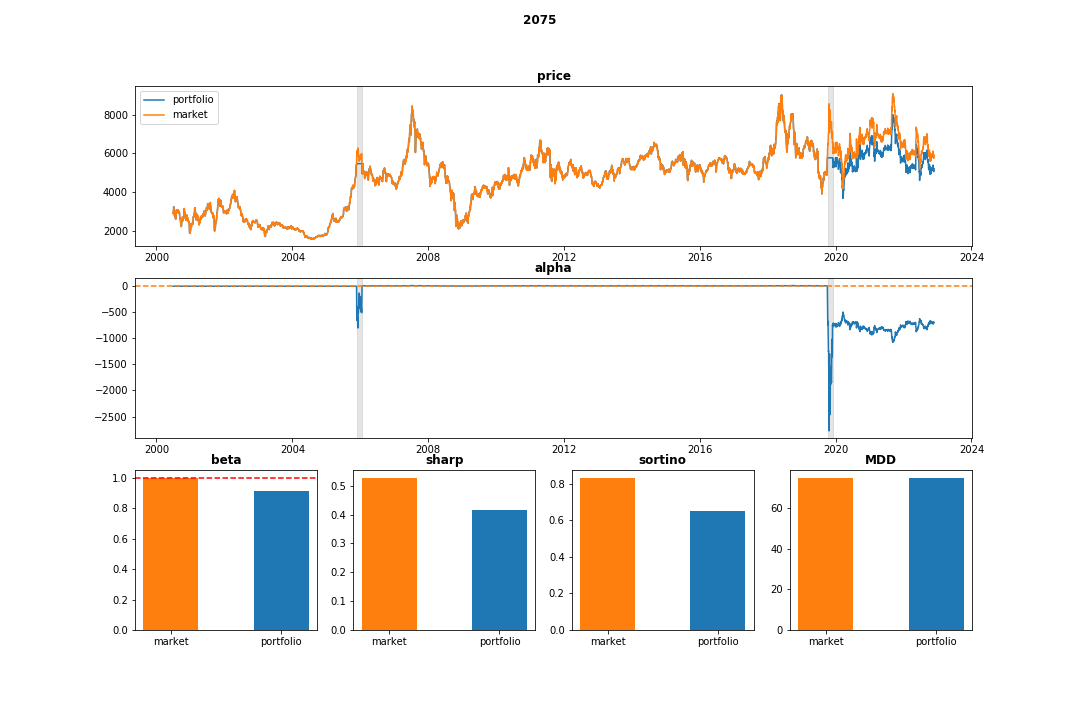 2075
price
portfolio
market
8000
6000
4000
2000
2000 2004 2008 2012 2016 2020 2024
alpha
0
−500
−1000
−1500
−2000
−2500
2000 2004 2008 2012 2016 2020 2024
beta
1.0
0.8
0.6
0.4
0.2
0.0
market portfolio
sharp
0.5
0.4
0.3
0.2
0.1
0.0
market portfolio
sortino
0.8
0.6
0.4
0.2
0.0
market portfolio
MDD
60
40
20
0
market portfolio